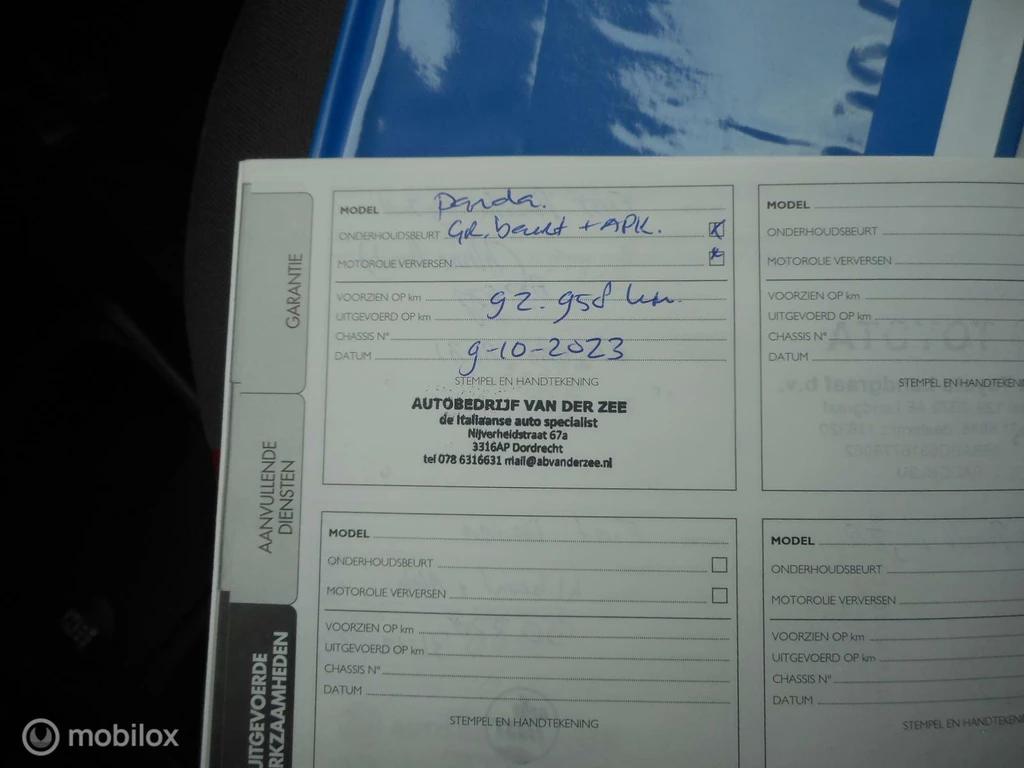 GARANTIE
AANVULLENDE
DIENSTEN
UITGEVOERDE
RKZAAMHEDEN
MODEL Panda.
ONDERHOUDSBEURT GR. beurt + APK. x
MOTOROLIE VERVERSEN x
VOORZIEN OP km 92.958 km.
UITGEVOERD OP km
CHASSIS N°
DATUM 9-10-2023
STEMPEL EN HANDTEKENING
AUTOBEDRIJF VAN DER ZEE
de italiaanse auto specialist
Nijverheidstraat 67a
3316AP Dordrecht
tel 078 6316631 mail@abvanderzee.nl
MODEL
ONDERHOUDSBEURT
MOTOROLIE VERVERSEN
VOORZIEN OP km
UITGEVOERD OP km
CHASSIS N°
DATUM
STEMPEL EN HANDTEKENING
MODEL
ONDERHOUDSBEURT
MOTOROLIE VERVERSEN
VOORZIEN OP km
UITGEVOERD OP km
CHASSIS N°
DATUM
STEMPEL EN HANDTEKENING
MODEL
ONDERHOUDSBEURT
MOTOROLIE VERVERSEN
VOORZIEN OP km
UITGEVOERD OP km
CHASSIS N°
DATUM
STEMPEL EN HANDTEKENIN
mobilox